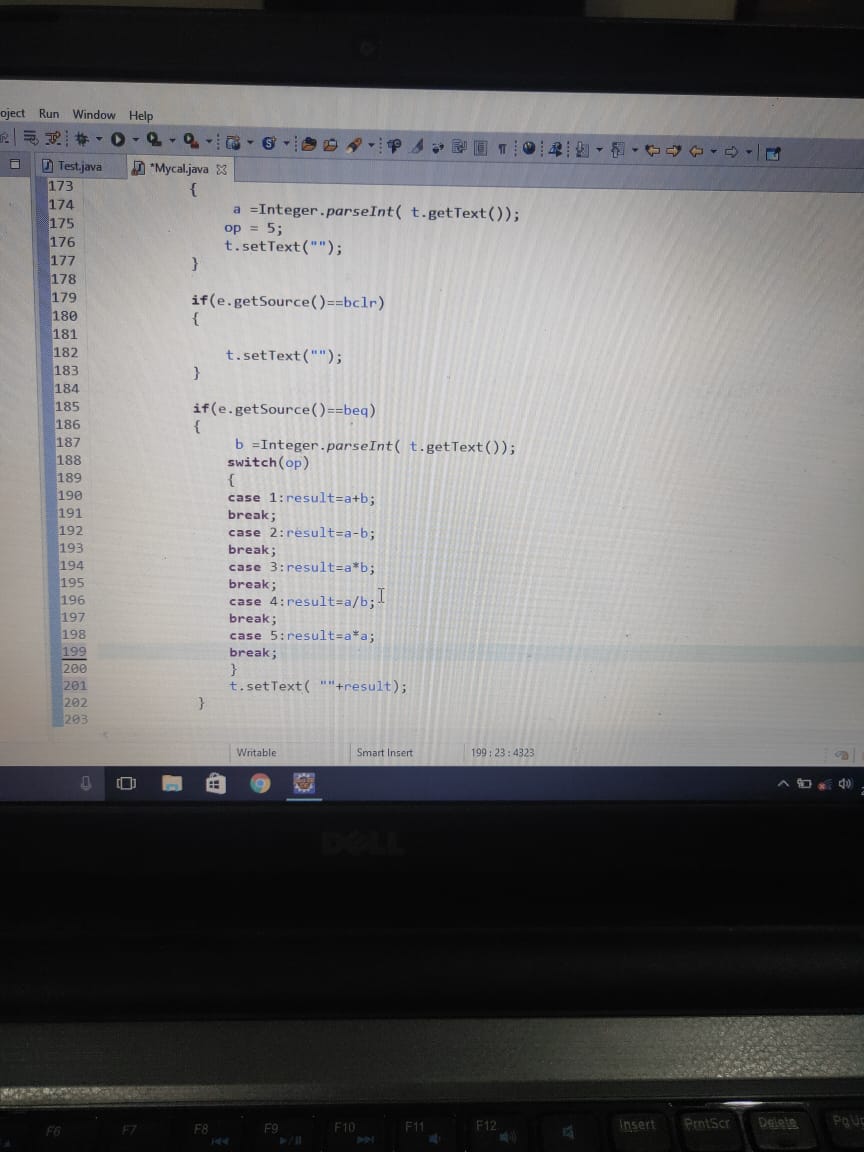 oject Run Window Help
Test.java
*Mycal.java
173 {
174 a =Integer.parseInt( t.getText());
175 op = 5;
176 t.setText("");
177 }
178
179 if(e.getSource()==bclr)
180 {
181
182 t.setText("");
183 }
184
185 if(e.getSource()==beq)
186 {
187 b =Integer.parseInt( t.getText());
188 switch(op)
189 {
190 case 1:result=a+b;
191 break;
192 case 2:result=a-b;
193 break;
194 case 3:result=a*b;
195 break;
196 case 4:result=a/b;
197 break;
198 case 5:result=a*a;
199 break;
200 }
201 t.setText( ""+result);
202 }
203
Writable Smart Insert 199 : 23 : 4323
DELL
F6 F7 F8 F9 F10 F11 F12 Insert PrntScr Delete PgUp